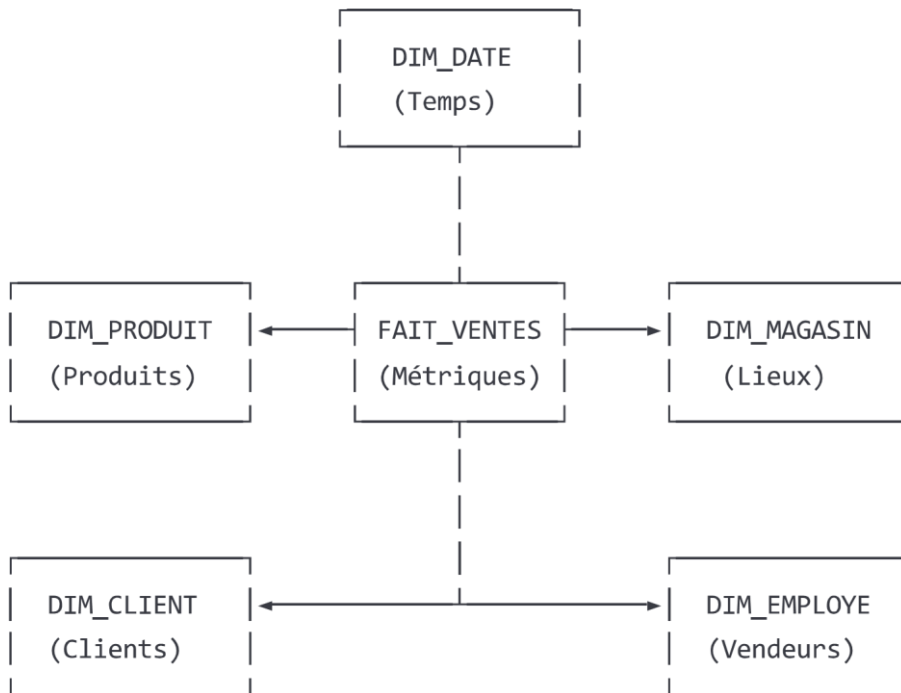 DIM_DATE
(Temps)
DIM_PRODUIT
(Produits)
FAIT_VENTES
(Métriques)
DIM_MAGASIN
(Lieux)
DIM_CLIENT
(Clients)
DIM_EMPLOYE
(Vendeurs)